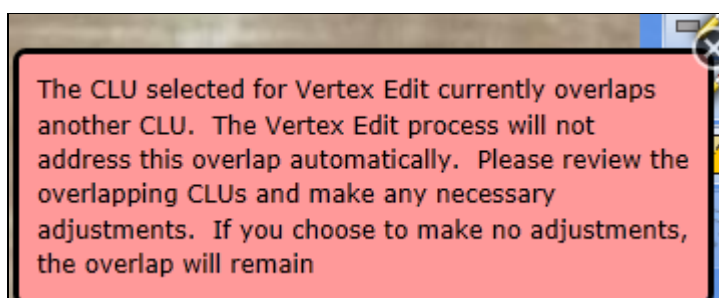 The CLU selected for Vertex Edit currently overlaps
another CLU.  The Vertex Edit process will not
address this overlap automatically.  Please review the
overlapping CLUs and make any necessary
adjustments.  If you choose to make no adjustments,
the overlap will remain